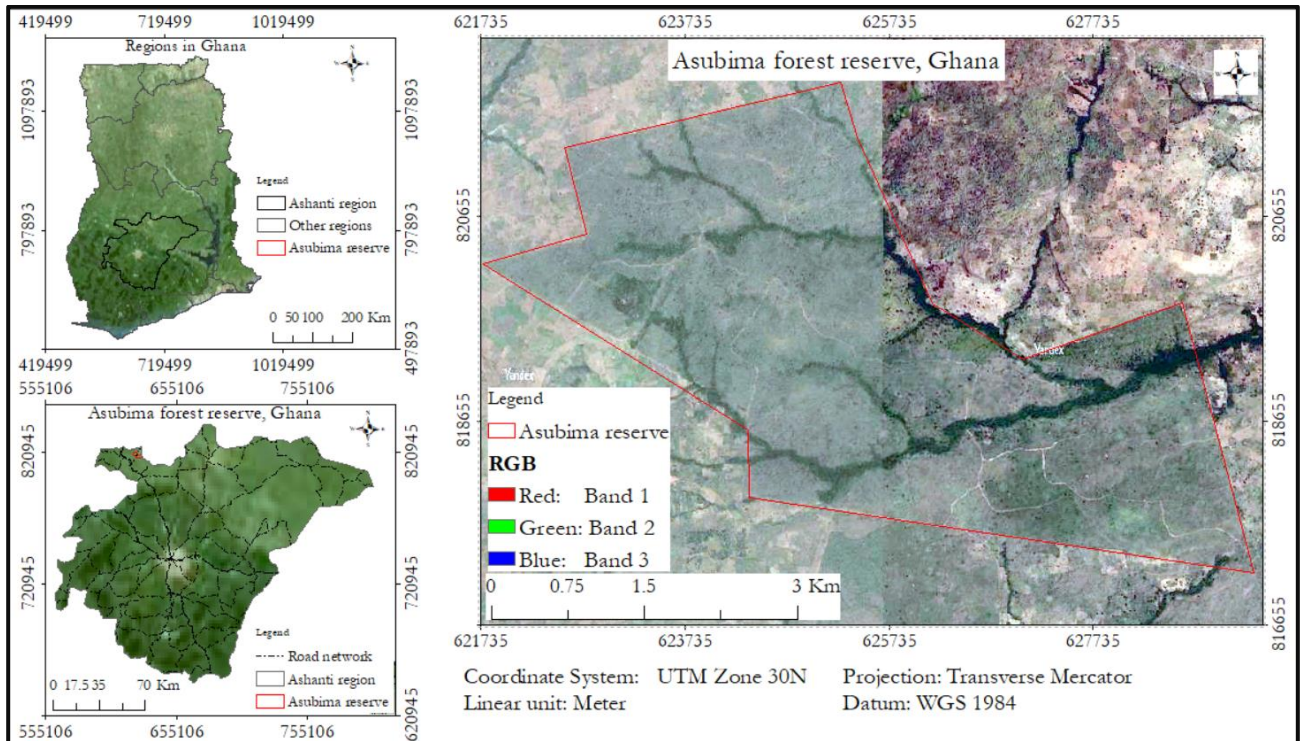 419499 719499 1019499
Regions in Ghana
N
W E
S
1097893
797893
497893
1097893
797893
497893
Legend
Ashanti region
Other regions
Asubima reserve
0 50 100 200 Km
419499 719499 1019499
555106 655106 755106
Asubima forest reserve, Ghana
N
W E
S
820945
720945
620945
820945
720945
620945
Legend
Road network
Ashanti region
Asubima reserve
0 17.5 35 70 Km
555106 655106 755106
621735 623735 625735 627735
Asubima forest reserve, Ghana
N
W E
S
820655
818655
816655
820655
818655
816655
Yandex
Yandex
Legend
Asubima reserve
RGB
Red: Band 1
Green: Band 2
Blue: Band 3
0 0.75 1.5 3 Km
621735 623735 625735 627735
Coordinate System: UTM Zone 30N Projection: Transverse Mercator
Linear unit: Meter Datum: WGS 1984